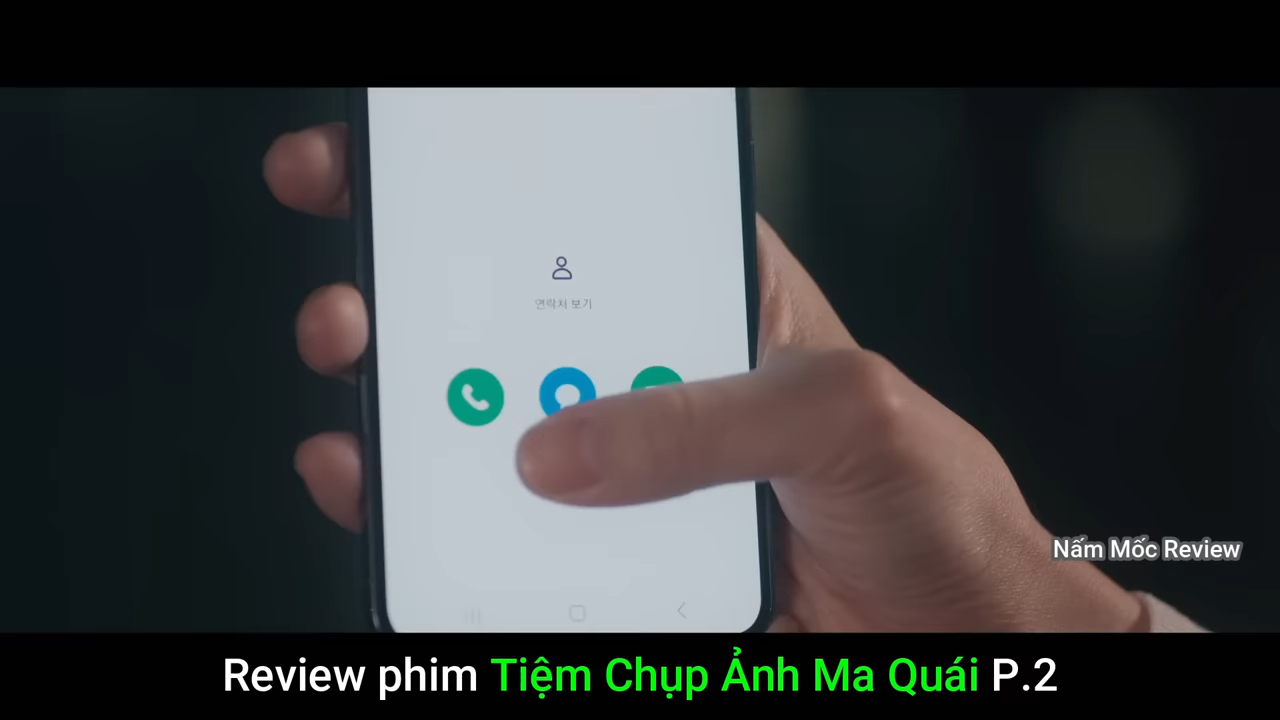 연락처 보기
Nấm Mốc Review
Review phim Tiệm Chụp Ảnh Ma Quái P.2